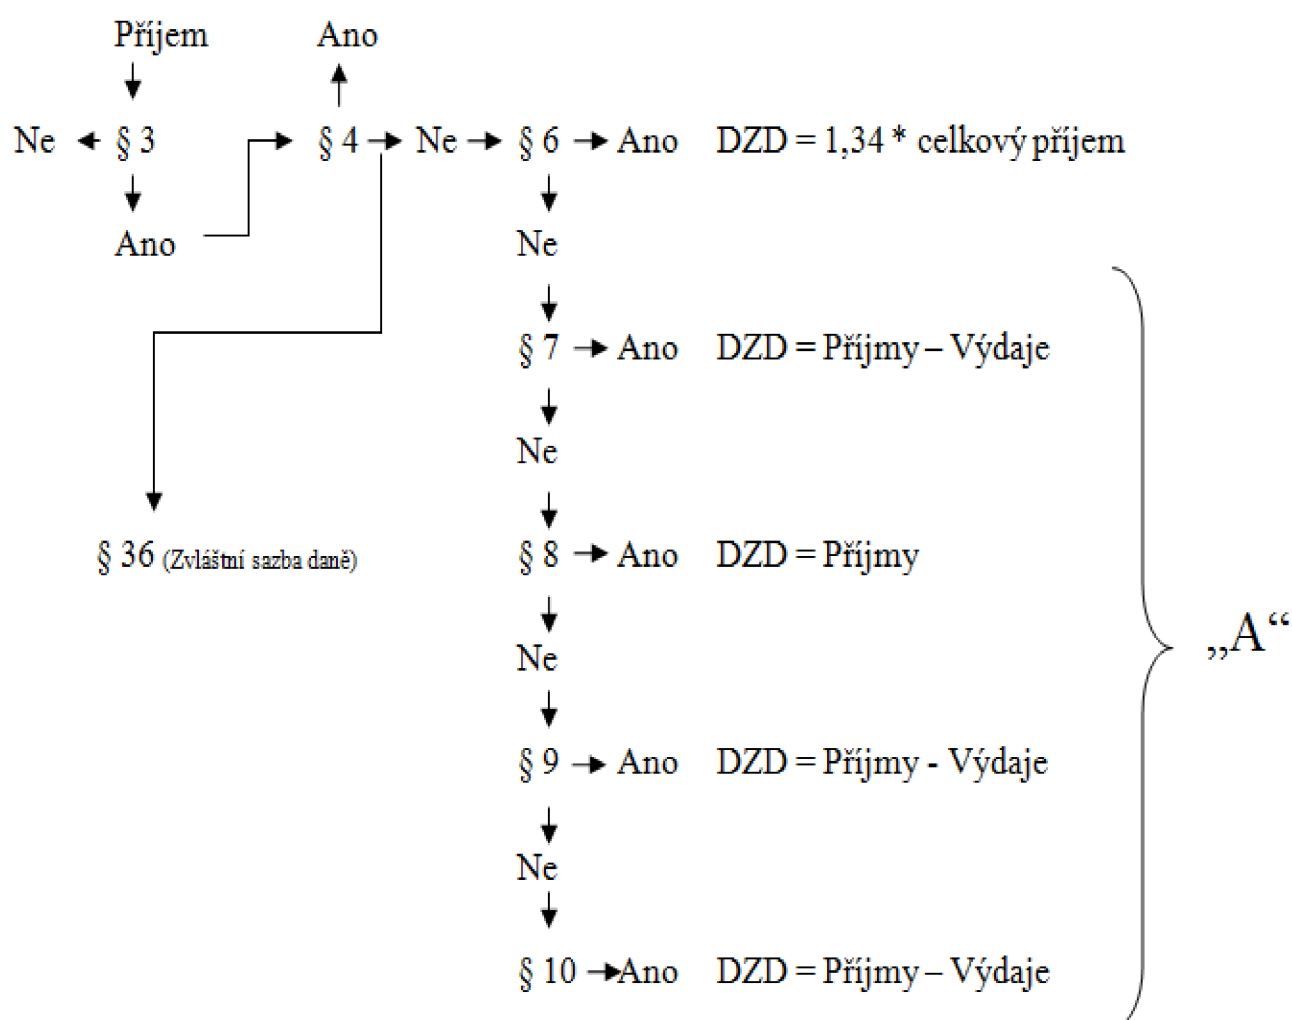 Příjem Ano
Ne § 3 § 4 Ne § 6 Ano DZD = 1,34 * celkový příjem
Ano Ne
§ 7 Ano DZD = Příjmy – Výdaje
Ne
§ 36 (Zvláštní sazba daně) § 8 Ano DZD = Příjmy
Ne
„A“
§ 9 Ano DZD = Příjmy - Výdaje
Ne
§ 10 Ano DZD = Příjmy – Výdaje